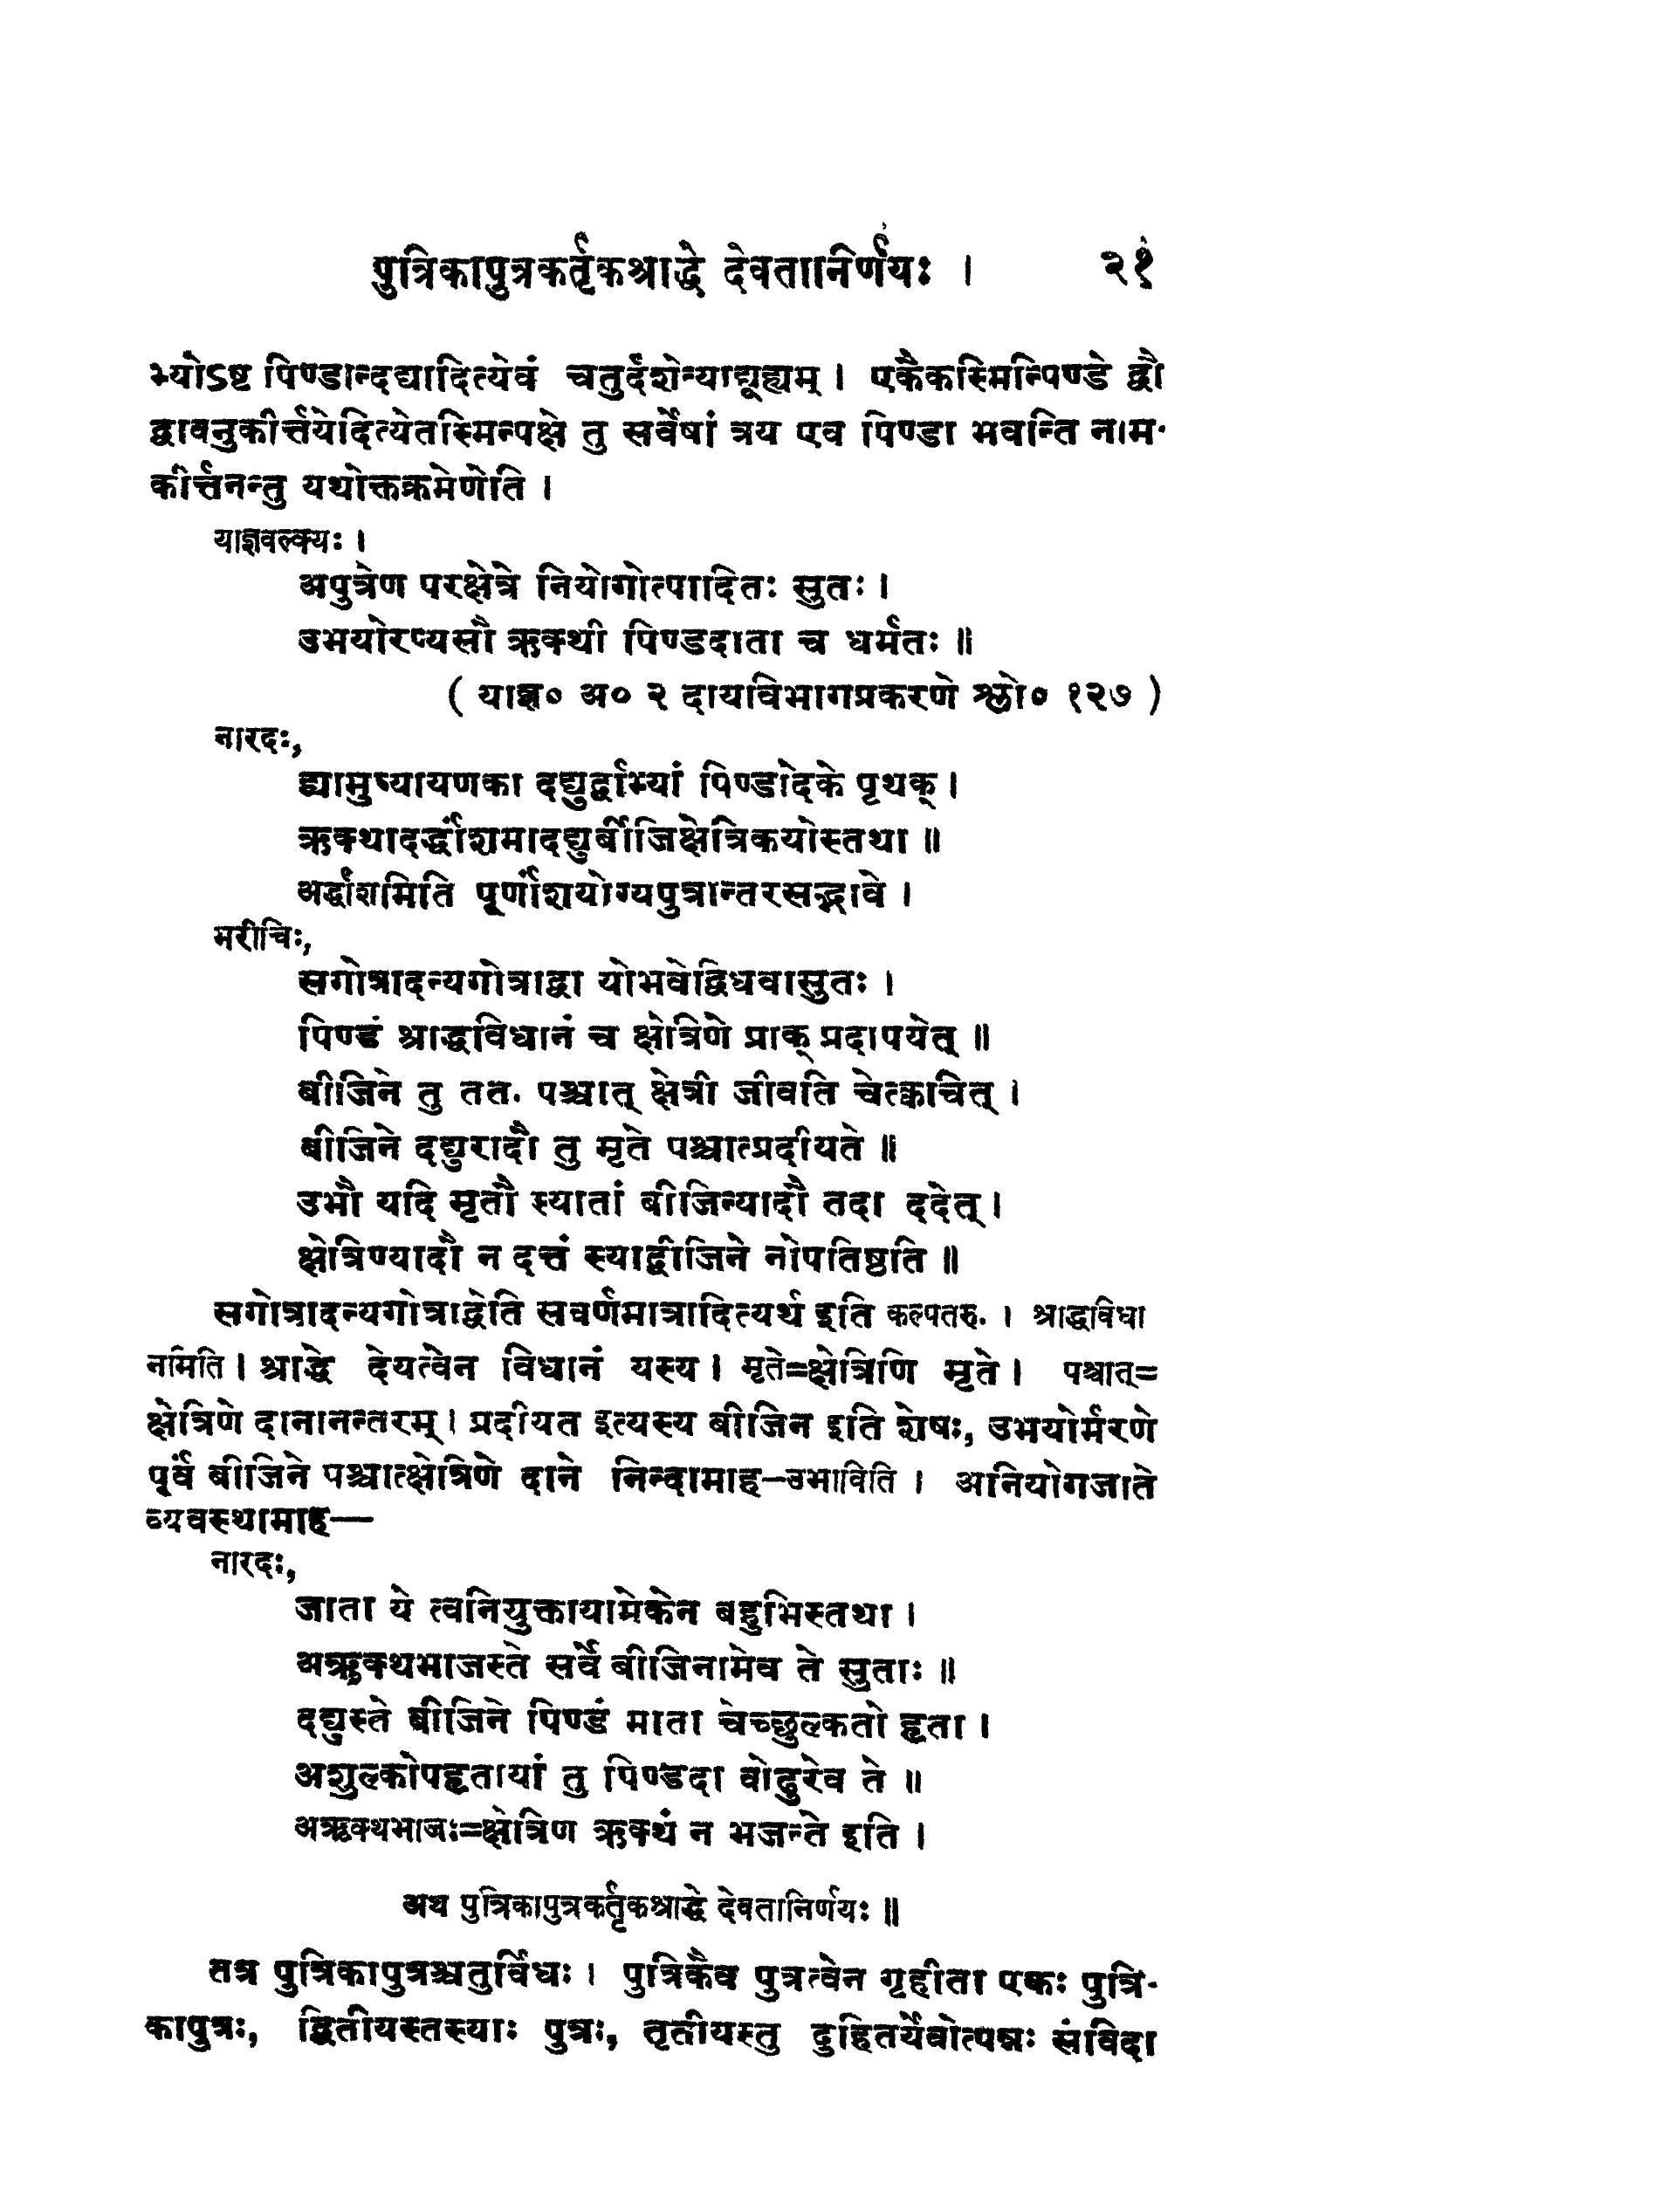 पुत्रिकापुत्रकर्तृकश्राद्धे देवतानिर्णयः । २१
भ्योऽष्ट पिण्डान्दद्यादित्येवं चतुर्दशेन्याद्यूह्यम् । एकैकस्मिन्पिण्डे द्वौ
द्वावनुकीर्त्तयेदित्येतस्मिन्पक्षे तु सर्वेषां त्रय एव पिण्डा भवन्ति नाम-
कीर्त्तनन्तु यथोक्तक्रमेणेति ।
याज्ञवल्क्यः ।
अपुत्रेण परक्षेत्रे नियोगोत्पादितः सुतः ।
उभयोरप्यसौ ऋक्थी पिण्डदाता च धर्मतः ॥
( याज्ञ० अ० २ दायविभागप्रकरणे श्लो० १२७ )
नारदः,
द्व्यामुष्यायणका दद्युर्द्वाभ्यां पिण्डोदके पृथक् ।
ऋक्थादर्द्धांशमादद्युर्बीजिक्षेत्रिकयोस्तथा ॥
अर्द्धांशमिति पूर्णांशयोग्यपुत्रान्तरसद्भावे ।
मरीचिः,
सगोत्रादन्यगोत्राद्वा योभवेद्विधवासुतः ।
पिण्डं श्राद्धविधानं च क्षेत्रिणे प्राक् प्रदापयेत् ॥
बीजिने तु तत. पश्चात् क्षेत्री जीवति चेत्क्वचित् ।
बीजिने दद्युरादौ तु मृते पश्चात्प्रदीयते ॥
उभौ यदि मृतौ स्यातां बीजिन्यादौ तदा ददेत् ।
क्षेत्रिण्यादौ न दत्तं स्याद्बीजिने नोपतिष्ठति ॥
सगोत्रादन्यगोत्राद्वेति सवर्णमात्रादित्यर्थ इति कल्पतरु. । श्राद्धविधा
नमिति । श्राद्धे देयत्वेन विधानं यस्य । मृते=क्षेत्रिणि मृते । पश्चात्=
क्षेत्रिणे दानानन्तरम् । प्रदीयत इत्यस्य बीजिन इति शेषः, उभयोर्मरणे
पूर्वं बीजिने पश्चात्क्षेत्रिणे दाने निन्दामाह—उभाविति । अनियोगजाते
व्यवस्थामाह—
नारदः,
जाता ये त्वनियुक्तायामेकेन बहुभिस्तथा ।
अऋक्थभाजस्ते सर्वे बीजिनामेव ते सुताः ॥
दद्युस्ते बीजिने पिण्डं माता चेच्छुल्कतो हृता ।
अशुल्कोपहृतायां तु पिण्डदा वोढुरेव ते ॥
अऋक्थभाजः=क्षेत्रिण ऋक्थं न भजन्ते इति ।
अथ पुत्रिकापुत्रकर्तृकश्राद्धे देवतानिर्णयः ॥
तत्र पुत्रिकापुत्रश्चतुर्विधः । पुत्रिकैव पुत्रत्वेन गृहीता एकः पुत्रि-
कापुत्रः, द्वितीयस्तस्याः पुत्रः, तृतीयस्तु दुहितर्येवोत्पन्नः संविदा